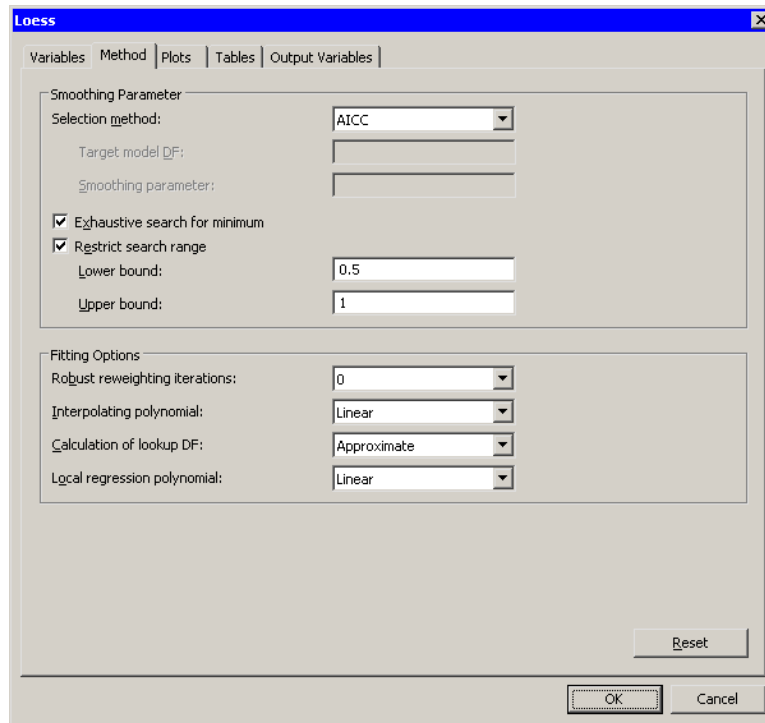 Loess
Variables Method Plots Tables Output Variables
Smoothing Parameter
Selection method: AICC
Target model DF:
Smoothing parameter:
Exhaustive search for minimum
Restrict search range
Lower bound: 0.5
Upper bound: 1
Fitting Options
Robust reweighting iterations: 0
Interpolating polynomial: Linear
Calculation of lookup DF: Approximate
Local regression polynomial: Linear
Reset
OK Cancel